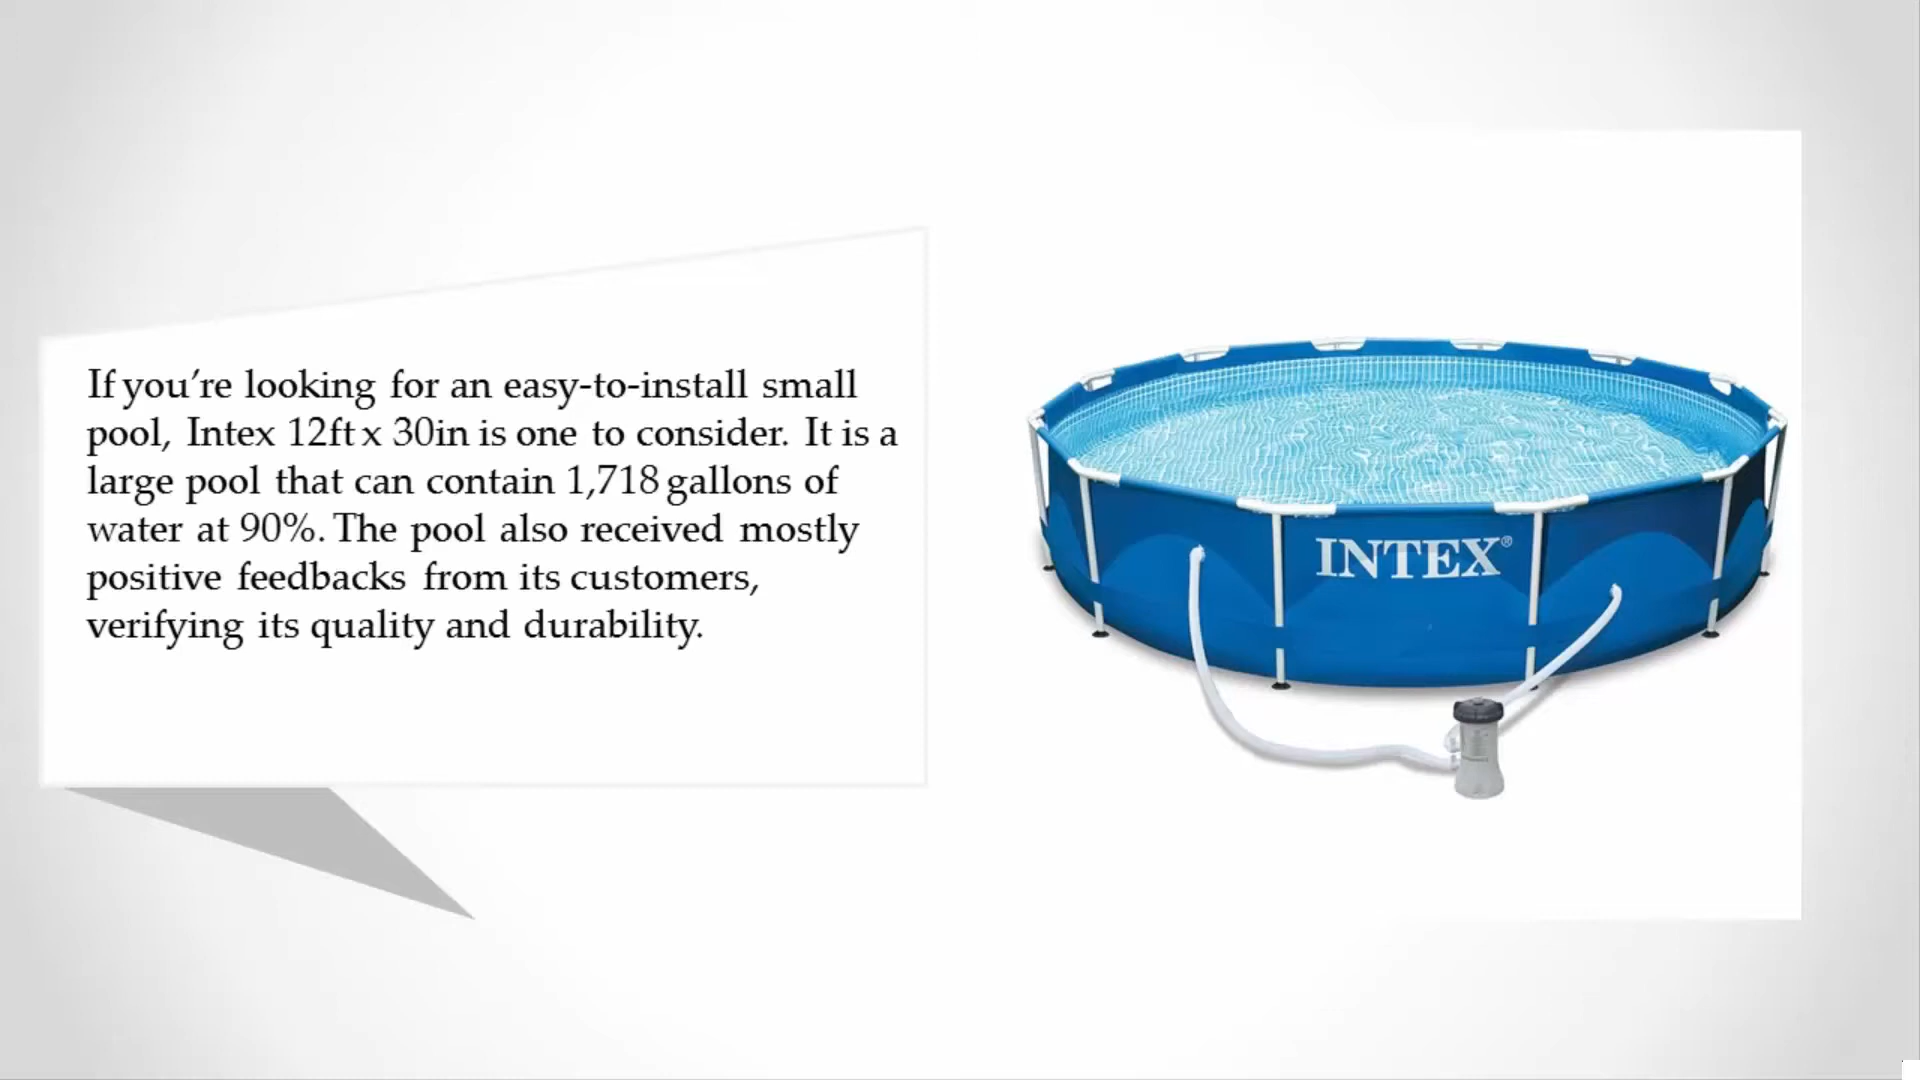 If you’re looking for an easy-to-install small
pool, Intex 12ft x 30in is one to consider. It is a
large pool that can contain 1,718 gallons of
water at 90%. The pool also received mostly
positive feedbacks from its customers,
verifying its quality and durability.
INTEX®